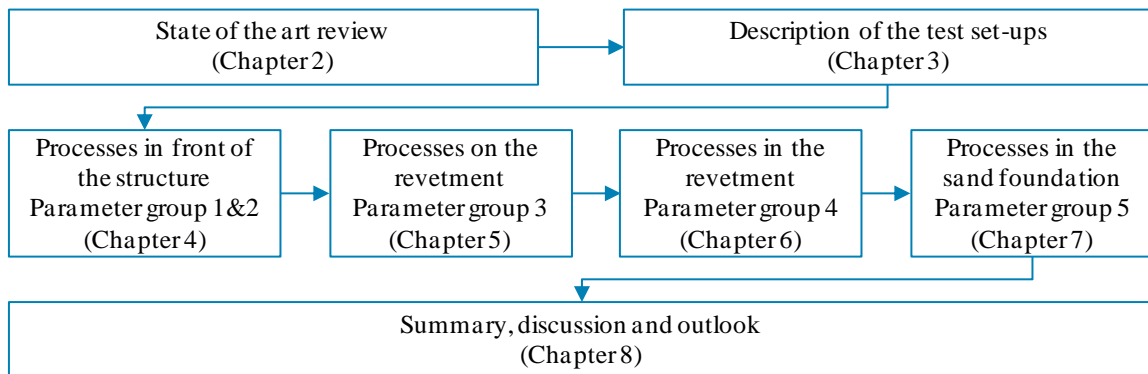 State of the art review
(Chapter 2)
Description of the test set-ups
(Chapter 3)
Processes in front of
the structure
Parameter group 1&2
(Chapter 4)
Processes on the
revetment
Parameter group 3
(Chapter 5)
Processes in the
revetment
Parameter group 4
(Chapter 6)
Processes in the
sand foundation
Parameter group 5
(Chapter 7)
Summary, discussion and outlook
(Chapter 8)